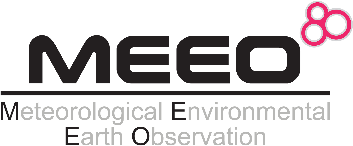 MEEO
Meteorological Environmental
Earth Observation